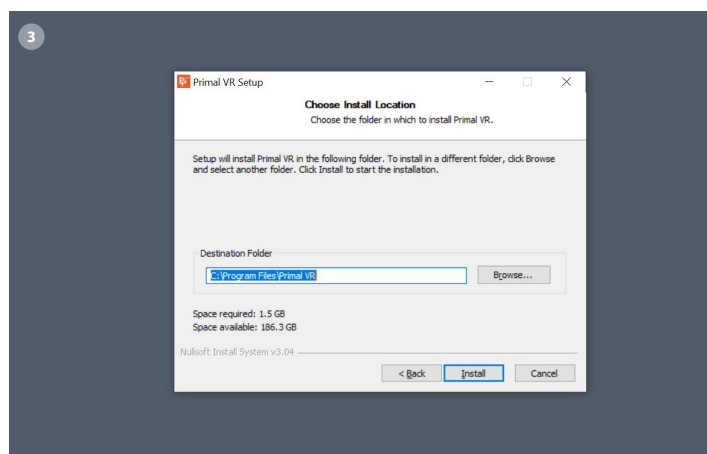 3
Primal VR Setup
Choose Install Location
Choose the folder in which to install Primal VR.
Setup will install Primal VR in the following folder. To install in a different folder, click Browse
and select another folder. Click Install to start the installation.
Destination Folder
C:\Program Files\Primal VR
Browse...
Space required: 1.5 GB
Space available: 186.3 GB
Nullsoft Install System v3.04
< Back
Install
Cancel